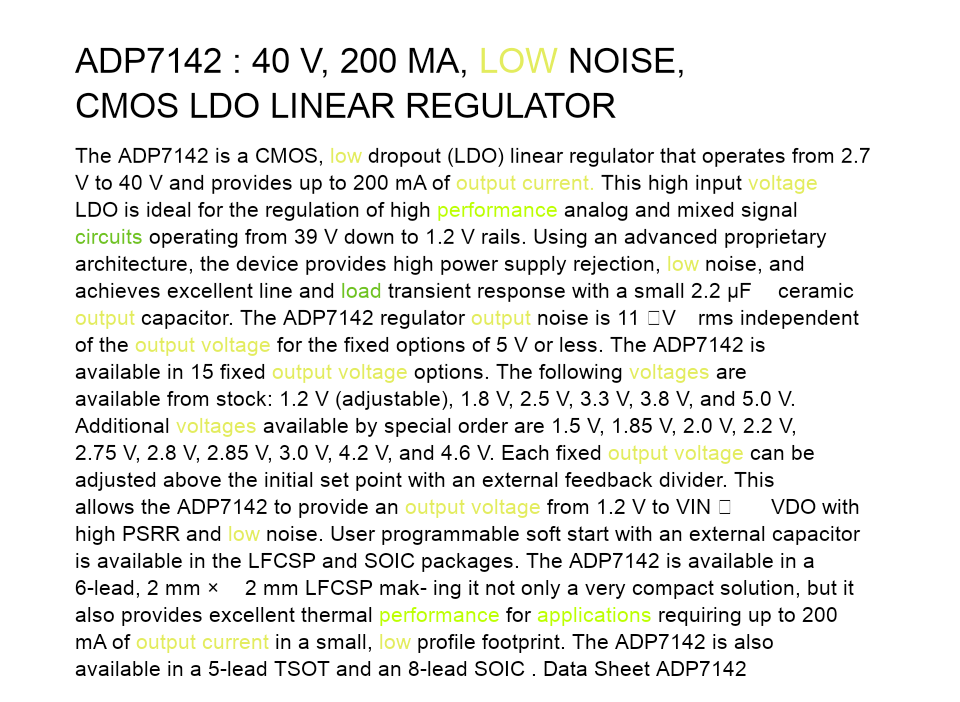 ADP7142 : 40 V, 200 MA, LOW NOISE,
CMOS LDO LINEAR REGULATOR
The ADP7142 is a CMOS, low dropout (LDO) linear regulator that operates from 2.7
V to 40 V and provides up to 200 mA of output current. This high input voltage
LDO is ideal for the regulation of high performance analog and mixed signal
circuits operating from 39 V down to 1.2 V rails. Using an advanced proprietary
architecture, the device provides high power supply rejection, low noise, and
achieves excellent line and load transient response with a small 2.2 µF ceramic
output capacitor. The ADP7142 regulator output noise is 11 □V rms independent
of the output voltage for the fixed options of 5 V or less. The ADP7142 is
available in 15 fixed output voltage options. The following voltages are
available from stock: 1.2 V (adjustable), 1.8 V, 2.5 V, 3.3 V, 3.8 V, and 5.0 V.
Additional voltages available by special order are 1.5 V, 1.85 V, 2.0 V, 2.2 V,
2.75 V, 2.8 V, 2.85 V, 3.0 V, 4.2 V, and 4.6 V. Each fixed output voltage can be
adjusted above the initial set point with an external feedback divider. This
allows the ADP7142 to provide an output voltage from 1.2 V to VIN □ VDO with
high PSRR and low noise. User programmable soft start with an external capacitor
is available in the LFCSP and SOIC packages. The ADP7142 is available in a
6-lead, 2 mm × 2 mm LFCSP mak- ing it not only a very compact solution, but it
also provides excellent thermal performance for applications requiring up to 200
mA of output current in a small, low profile footprint. The ADP7142 is also
available in a 5-lead TSOT and an 8-lead SOIC . Data Sheet ADP7142